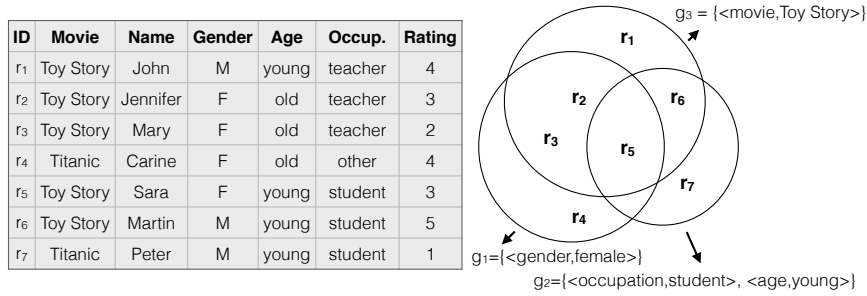 ID Movie Name Gender Age Occup. Rating
r1 Toy Story John M young teacher 4
r2 Toy Story Jennifer F old teacher 3
r3 Toy Story Mary F old teacher 2
r4 Titanic Carine F old other 4
r5 Toy Story Sara F young student 3
r6 Toy Story Martin M young student 5
r7 Titanic Peter M young student 1
g3 = {<movie,Toy Story>}
r1
r2
r6
r3
r5
r7
r4
g1={<gender,female>}
g2={<occupation,student>, <age,young>}